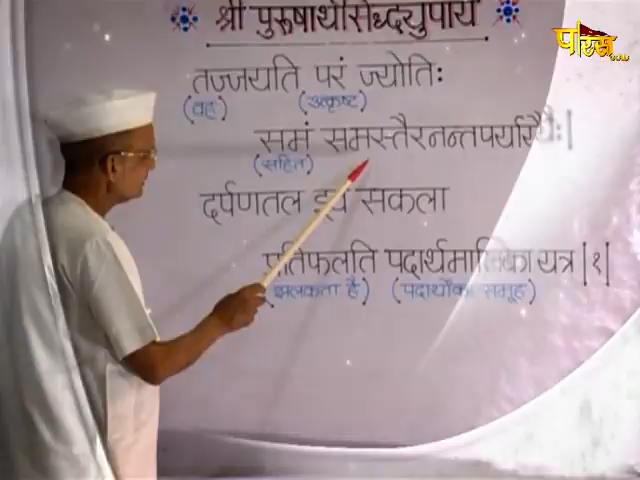 पारस
श्री पुरुषार्थसिद्धयुपाय
तज्जयति परं ज्योतिः
(वह) (उत्कृष्ट)
समं समस्तैरनन्तपर्यायैः|
(सहित)
दर्पणतल इव सकला
प्रतिफलति पदार्थमालिका यत्र |१|
(झलकता है) (पदार्थोंका समूह)